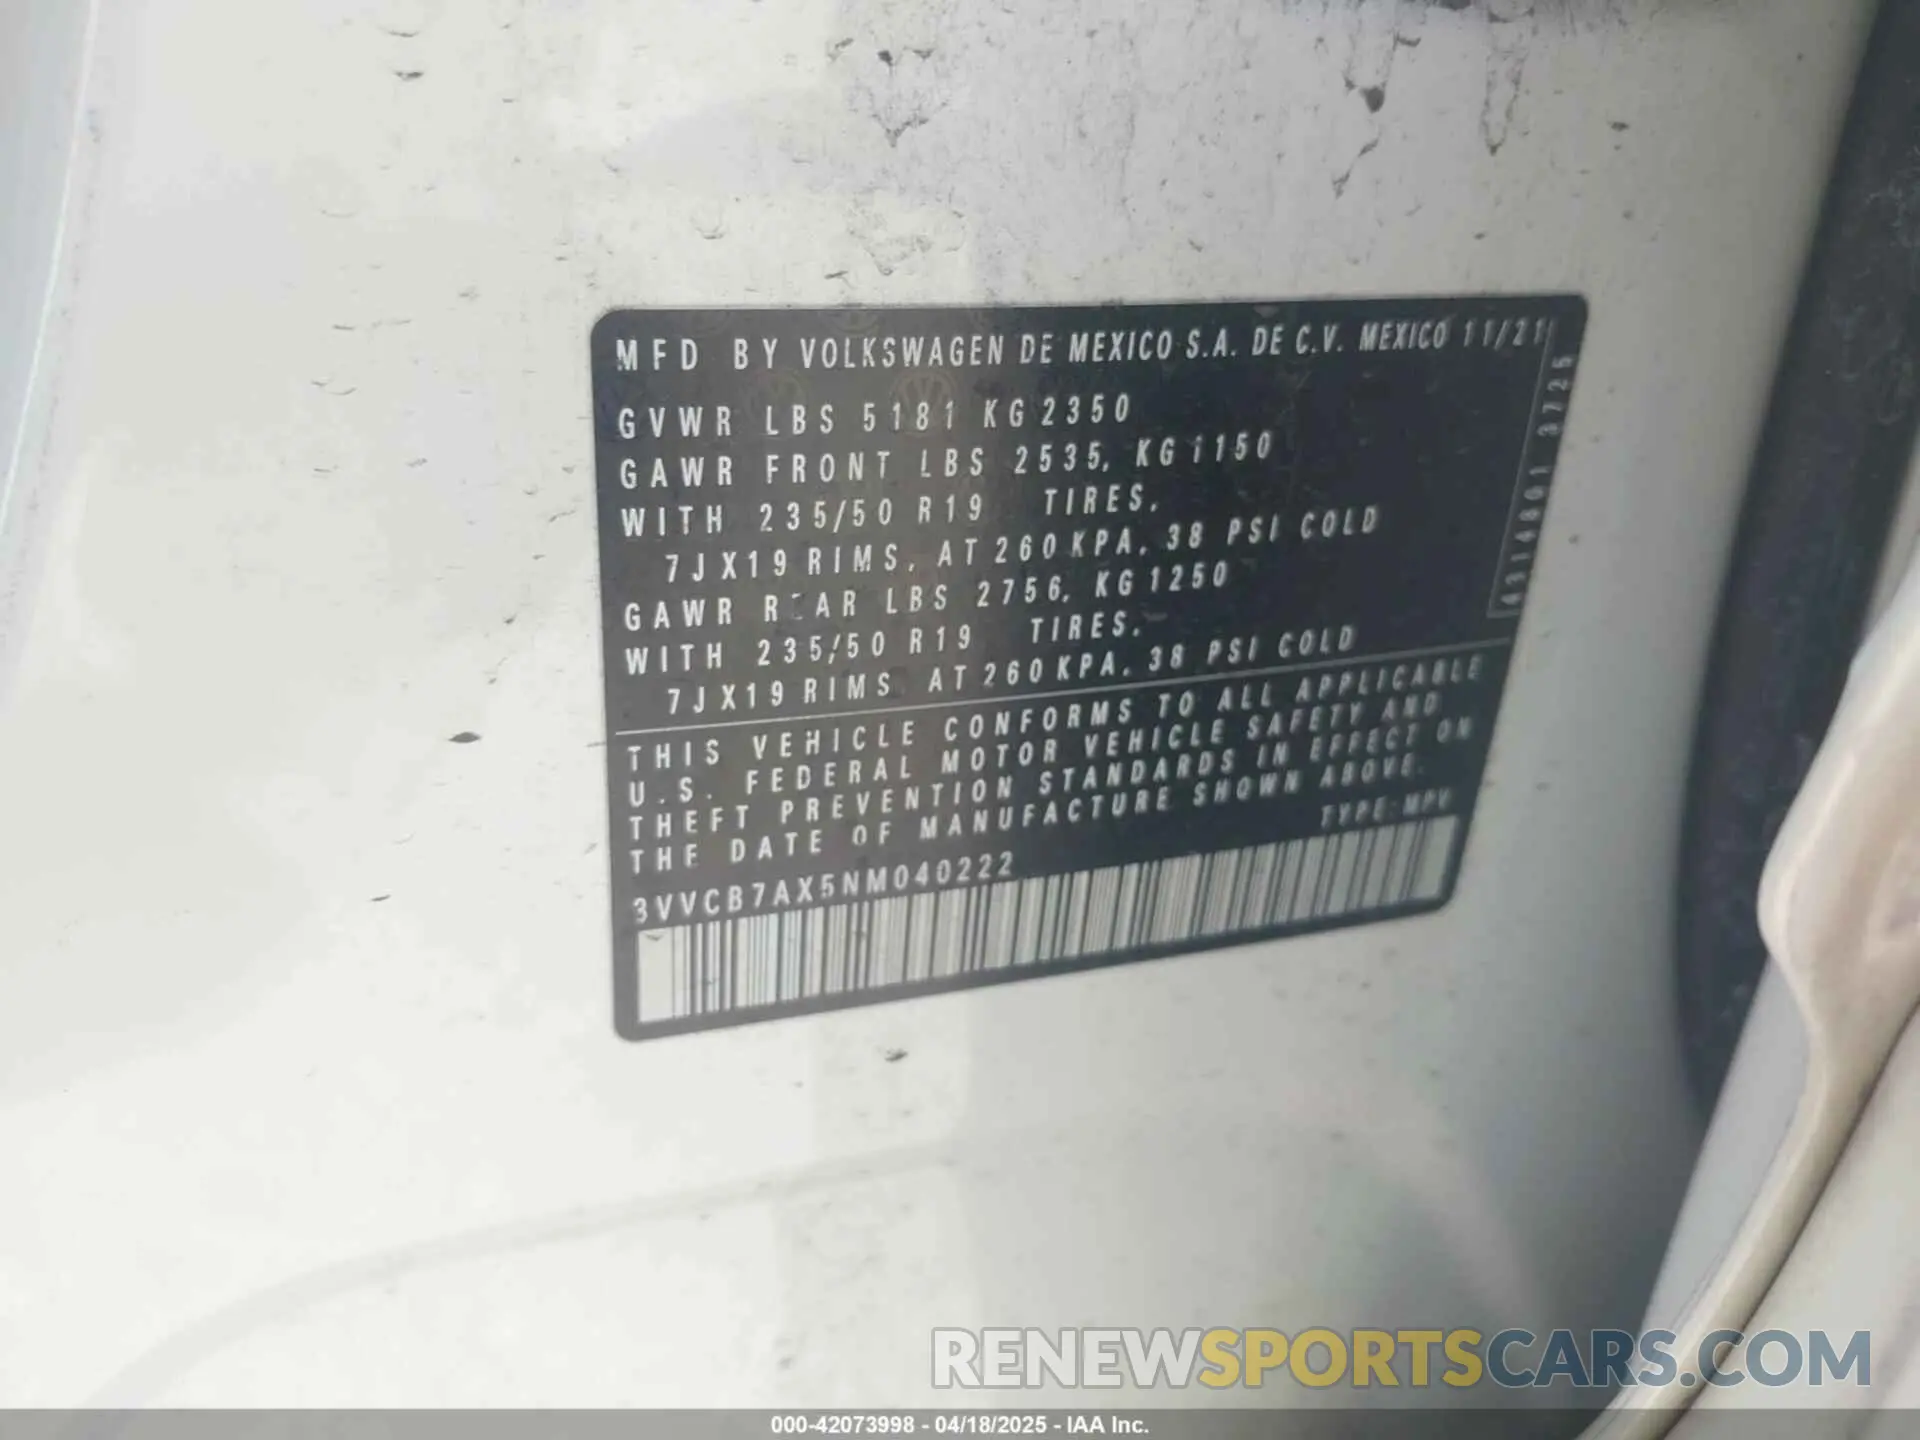 MFD BY VOLKSWAGEN DE MEXICO S.A. DE C.V. MEXICO 11/21
GVWR LBS 5181 KG 2350
GAWR FRONT LBS 2535, KG 1150
WITH 235/50 R19 TIRES,
7JX19 RIMS, AT 260 KPA, 38 PSI COLD
GAWR REAR LBS 2756, KG 1250
WITH 235/50 R19 TIRES,
7JX19 RIMS AT 260 KPA, 38 PSI COLD
THIS VEHICLE CONFORMS TO ALL APPLICABLE
U.S. FEDERAL MOTOR VEHICLE SAFETY AND
THEFT PREVENTION STANDARDS IN EFFECT ON
THE DATE OF MANUFACTURE SHOWN ABOVE.
TYPE: MPV
3VVCB7AX5NM040222
RENEWSPORTSCARS.COM
000-42073998 - 04/18/2025 - IAA Inc.